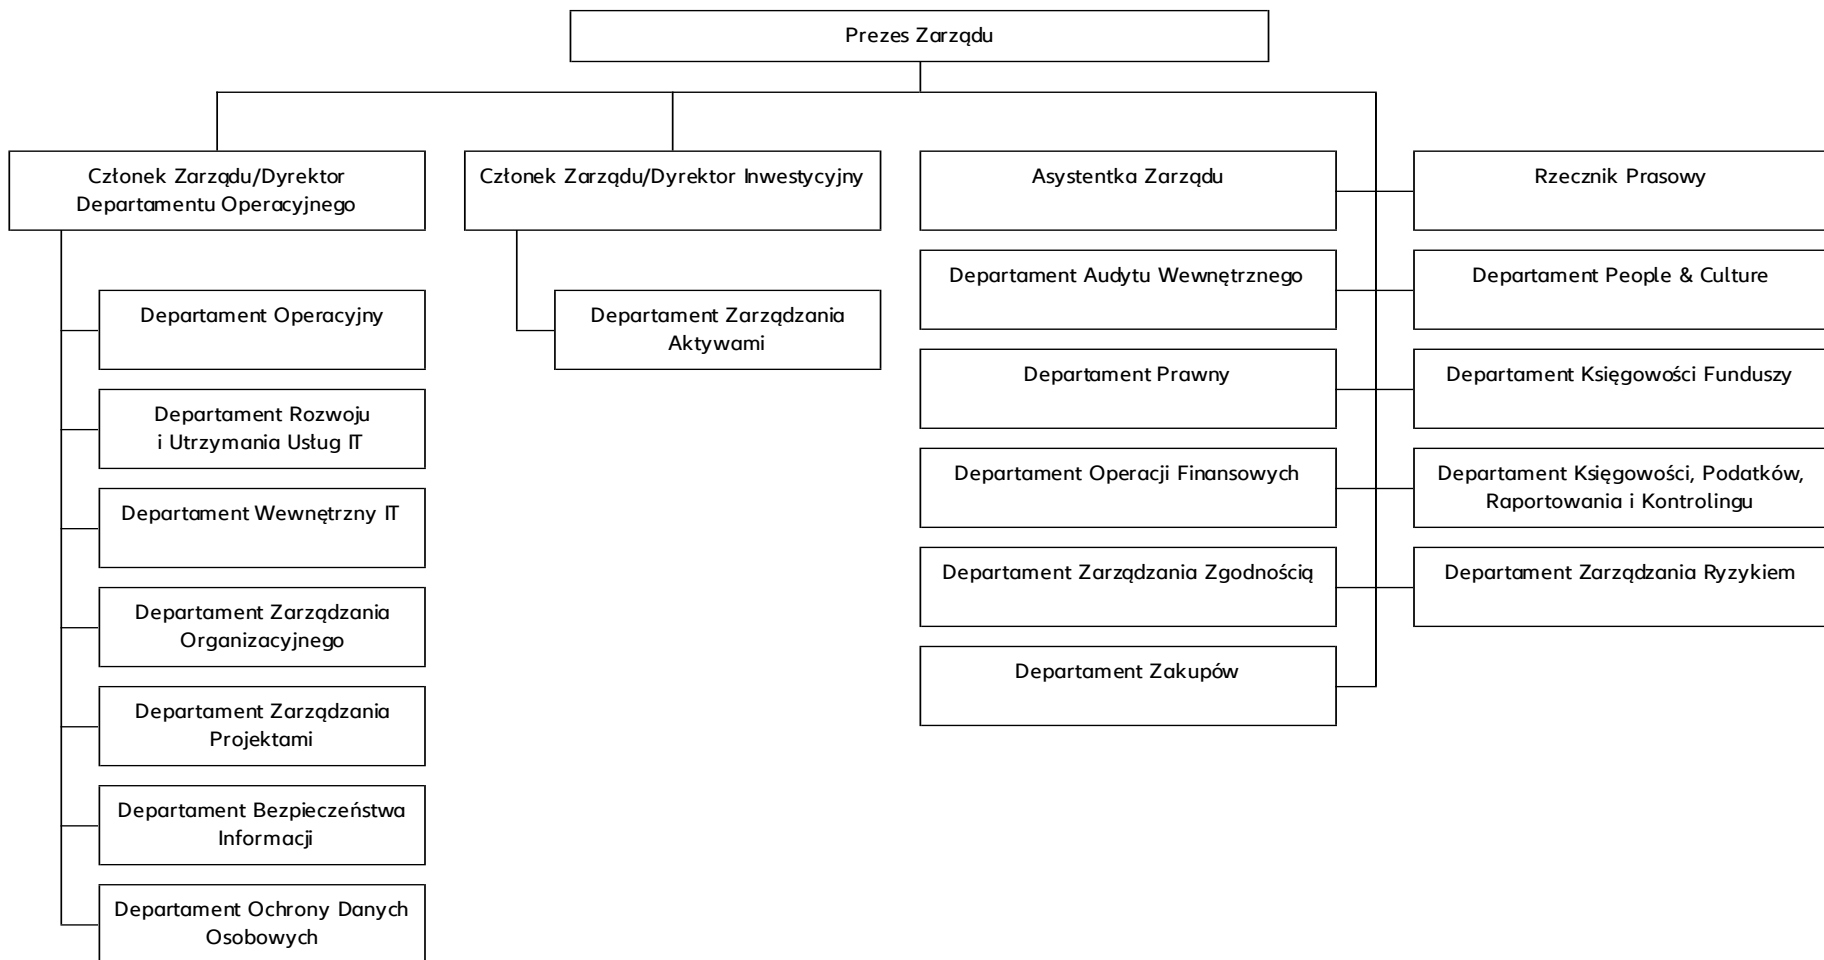 Prezes Zarządu
Członek Zarządu/Dyrektor
Departamentu Operacyjnego
Departament Operacyjny
Departament Rozwoju
i Utrzymania Usług IT
Departament Wewnętrzny IT
Departament Zarządzania
Organizacyjnego
Departament Zarządzania
Projektami
Departament Bezpieczeństwa
Informacji
Departament Ochrony Danych
Osobowych
Członek Zarządu/Dyrektor Inwestycyjny
Departament Zarządzania
Aktywami
Asystentka Zarządu
Rzecznik Prasowy
Departament Audytu Wewnętrznego
Departament People & Culture
Departament Prawny
Departament Księgowości Funduszy
Departament Operacji Finansowych
Departament Księgowości, Podatków,
Raportowania i Kontrolingu
Departament Zarządzania Zgodnością
Departament Zarządzania Ryzykiem
Departament Zakupów